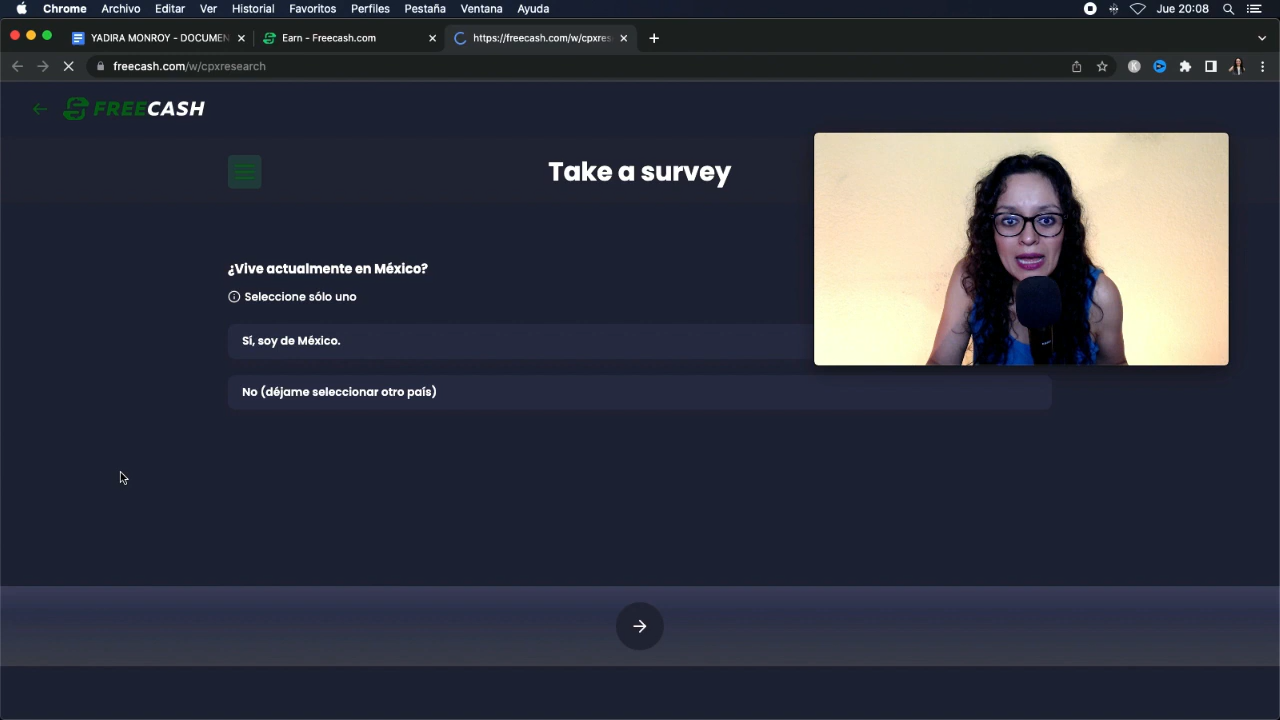 Chrome Archivo Editar Ver Historial Favoritos Perfiles Pestaña Ventana Ayuda Jue 20:08
YADIRA MONROY - DOCUMEN Earn - Freecash.com https://freecash.com/w/cpxres
freecash.com/w/cpxresearch
FREECASH
Take a survey
¿Vive actualmente en México?
Seleccione sólo uno
Sí, soy de México.
No (déjame seleccionar otro país)